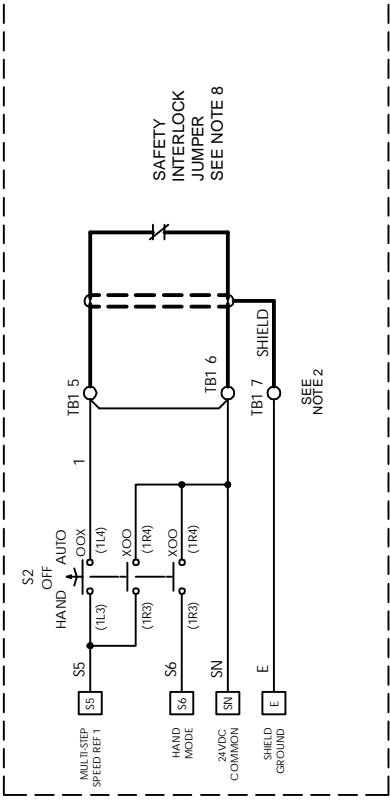 S2
HAND OFF AUTO
MULTI-STEP
SPEED REF 1
S5
S5
OOX
(1L3)
(1L4)
1
TB1 5
XOO
(1R3)
(1R4)
HAND
MODE
S6
S6
XOO
(1R3)
(1R4)
24VDC
COMMON
SN
SN
TB1 6
SHIELD
GROUND
E
E
TB1 7
SHIELD
SEE
NOTE 2
SAFETY
INTERLOCK
JUMPER
SEE NOTE 8